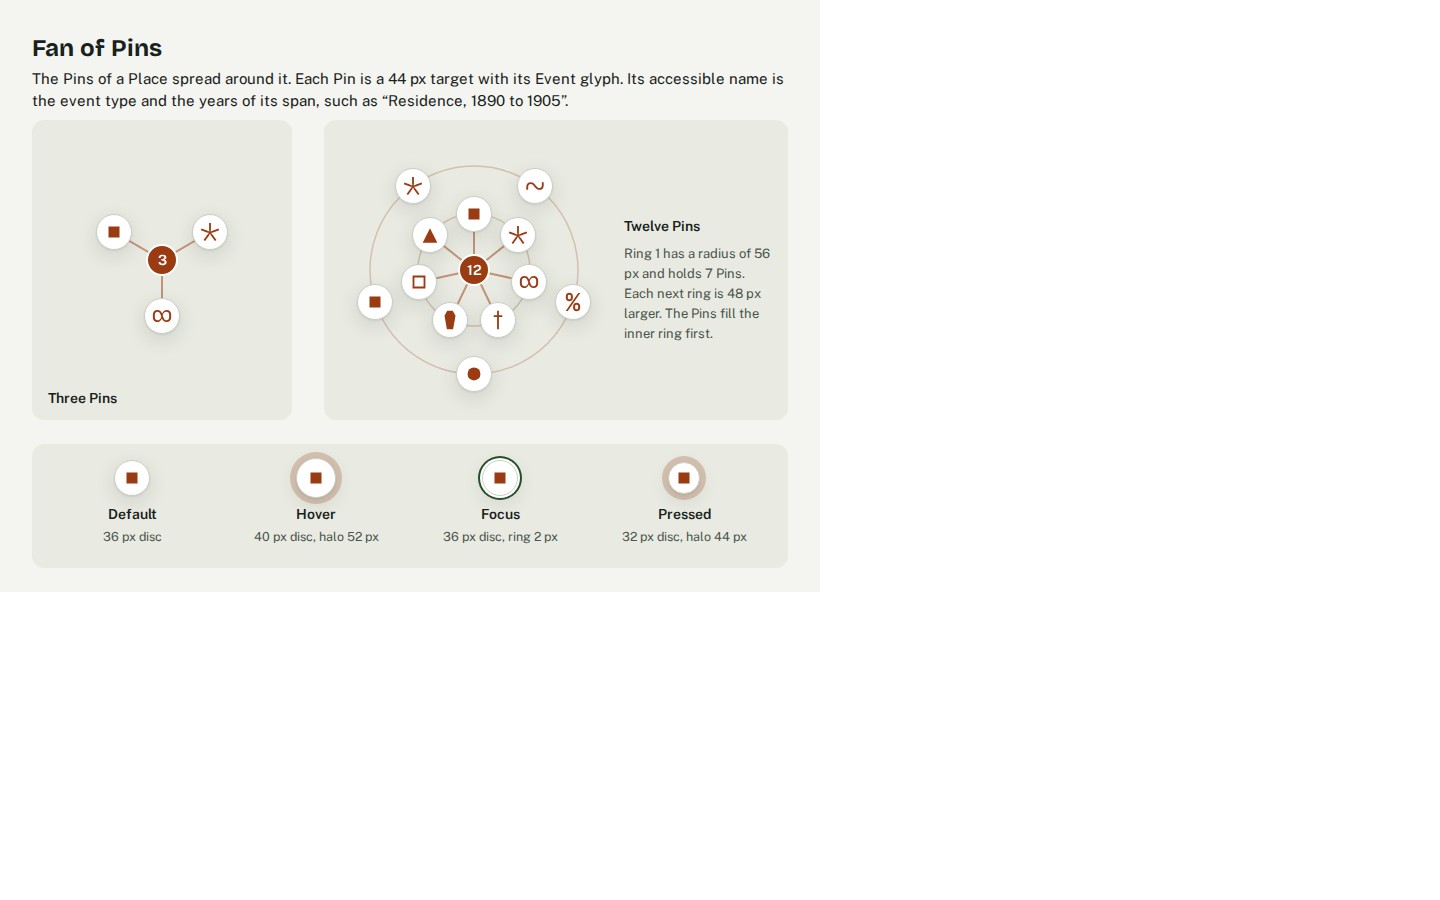 Fan of Pins
The Pins of a Place spread around it. Each Pin is a 44 px target with its Event glyph. Its accessible name is
the event type and the years of its span, such as “Residence, 1890 to 1905”.
3
Three Pins
12
%
Twelve Pins
Ring 1 has a radius of 56
px and holds 7 Pins.
Each next ring is 48 px
larger. The Pins fill the
inner ring first.
Default
36 px disc
Hover
40 px disc, halo 52 px
Focus
36 px disc, ring 2 px
Pressed
32 px disc, halo 44 px